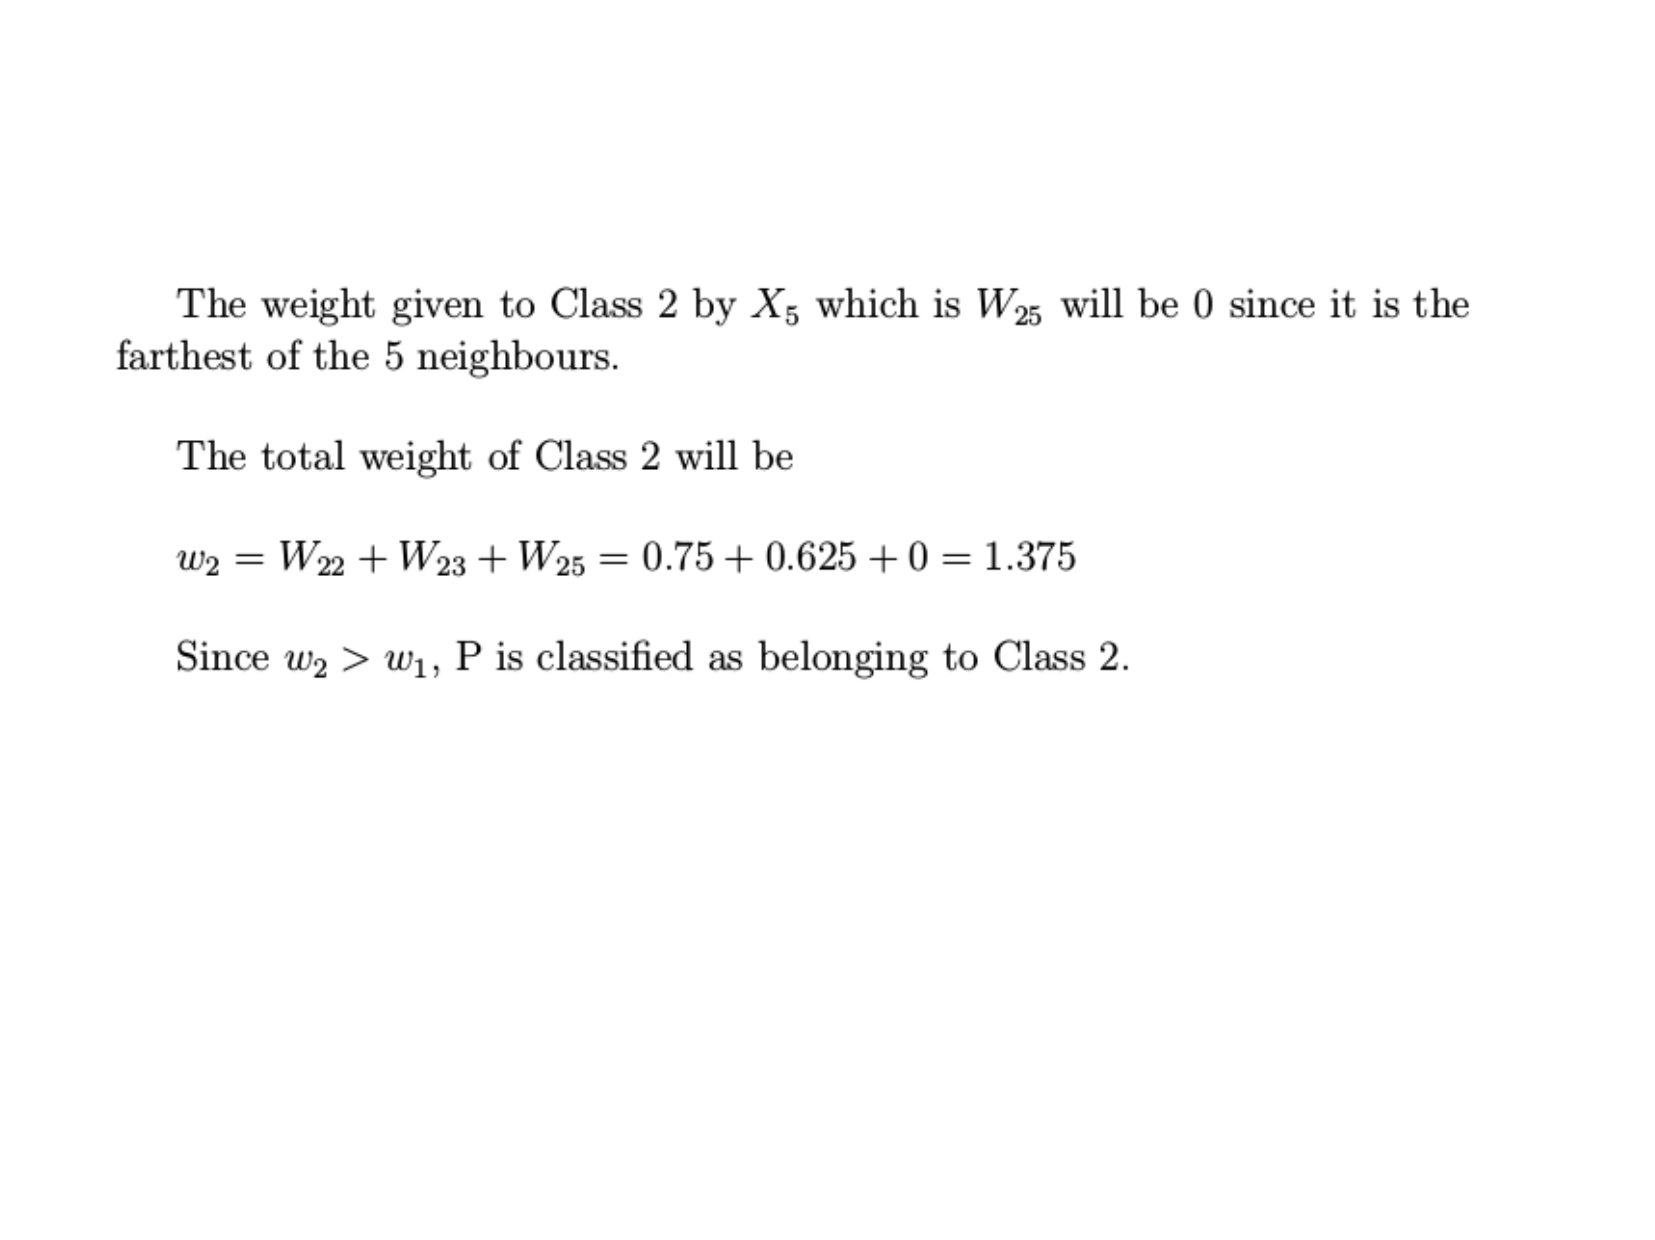 The weight given to Class 2 by X₅ which is W₂₅ will be 0 since it is the
farthest of the 5 neighbours.
The total weight of Class 2 will be
w₂ = W₂₂ + W₂₃ + W₂₅ = 0.75 + 0.625 + 0 = 1.375
Since w₂ > w₁, P is classified as belonging to Class 2.